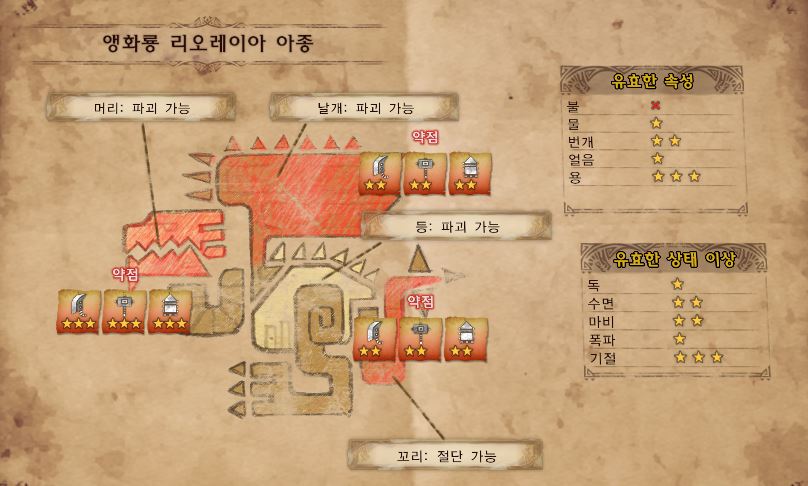 앵화룡 리오레이아 아종
머리: 파괴 가능
날개: 파괴 가능
약점
등: 파괴 가능
약점
약점
꼬리: 절단 가능
유효한 속성
불
물
번개
얼음
용
유효한 상태 이상
독
수면
마비
폭파
기절